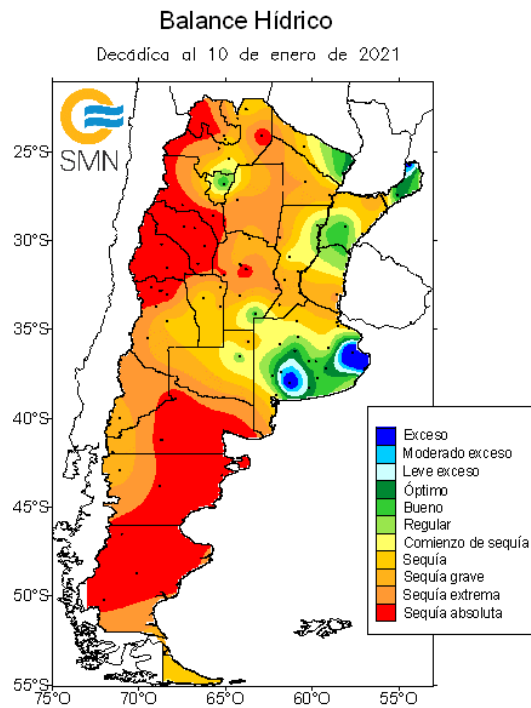 Balance Hídrico
Decádica al 10 de enero de 2021
SMN
25°S
30°S
35°S
40°S
45°S
50°S
55°S
75°O 70°O 65°O 60°O 55°O
Exceso
Moderado exceso
Leve exceso
Óptimo
Bueno
Regular
Comienzo de sequía
Sequía
Sequía grave
Sequía extrema
Sequía absoluta